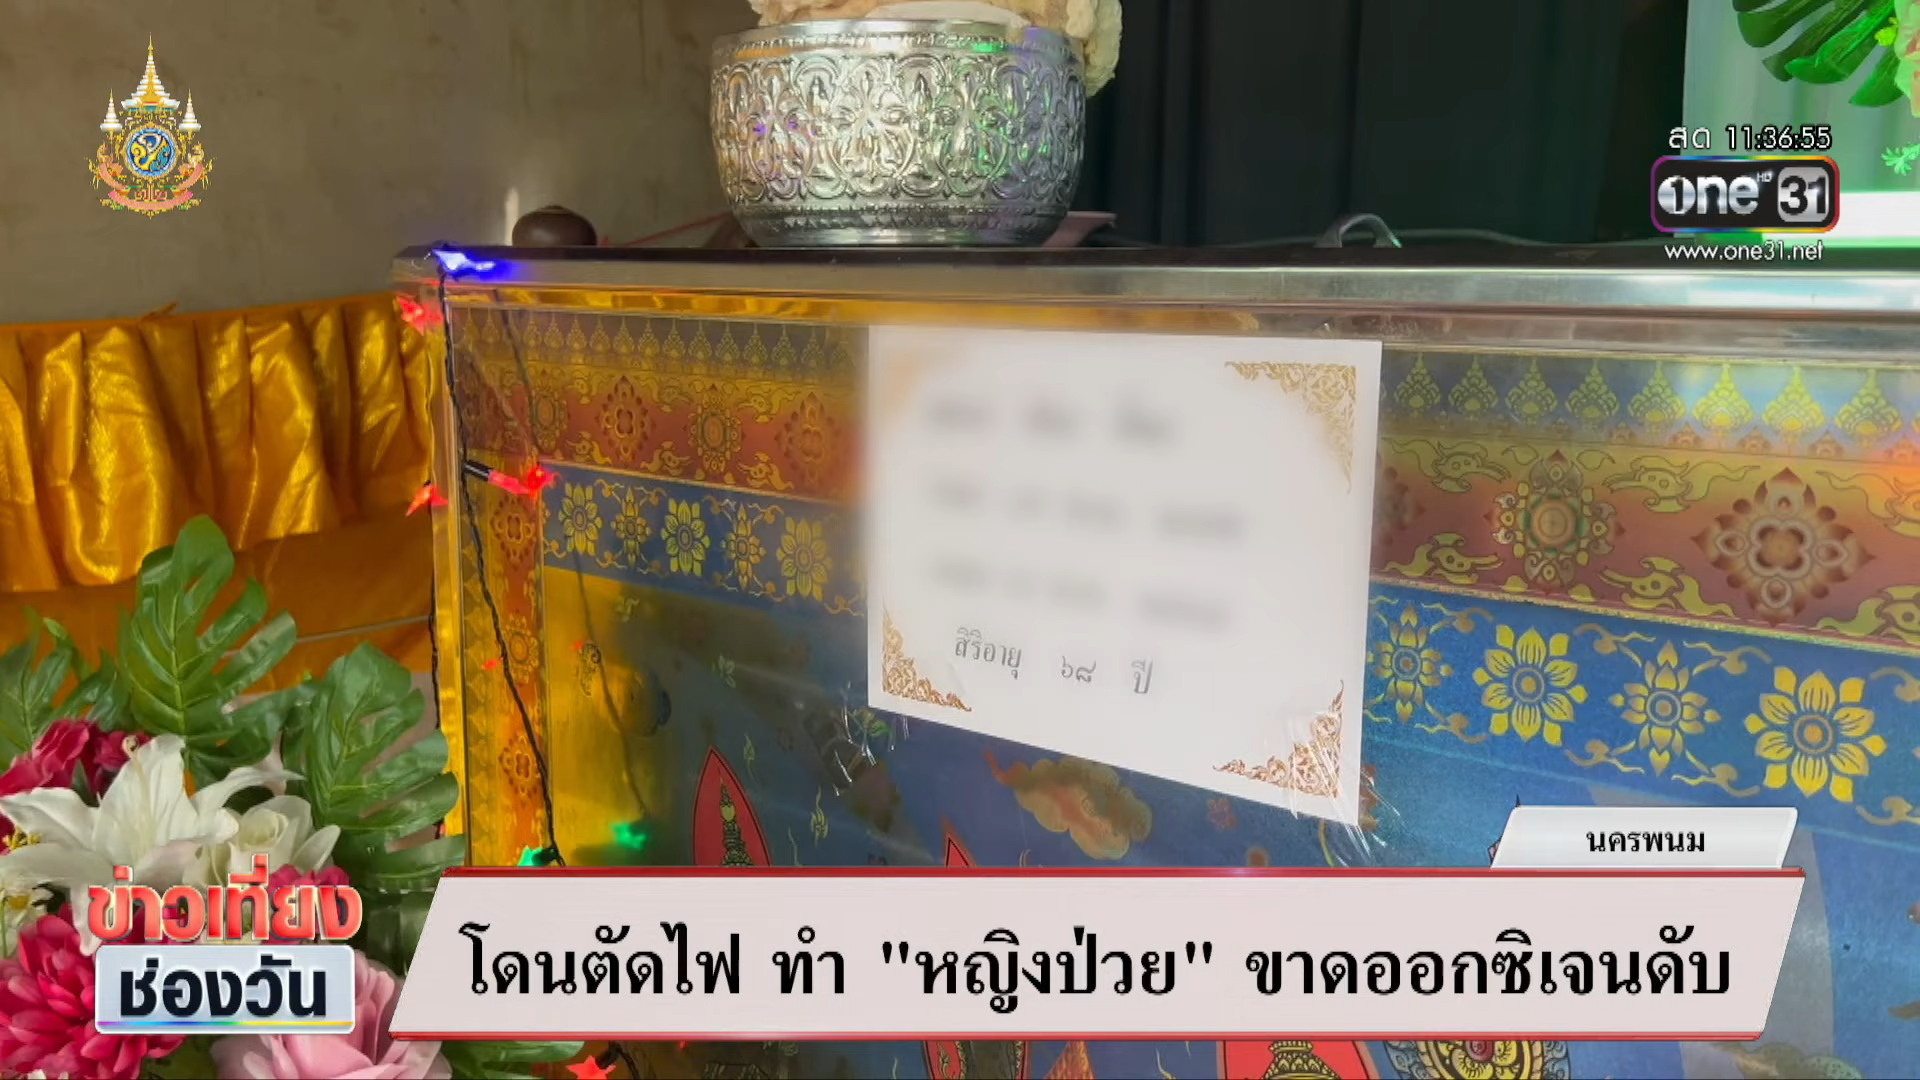 สด 11:36:55
one HD 31
www.one31.net
สิริอายุ ๖๘ ปี
นครพนม
ข่าวเที่ยง
ช่องวัน
โดนตัดไฟ ทำ "หญิงป่วย" ขาดออกซิเจนดับ